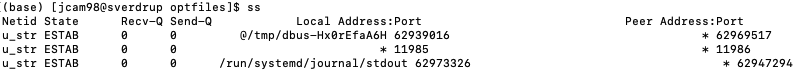 [(base) [jcam98@sverdrup optfiles]$ ss
Netid State Recv-Q Send-Q Local Address:Port Peer Address:Port
u_str ESTAB 0 0 @/tmp/dbus-Hx0rEfaA6H 62939016 * 62969517
u_str ESTAB 0 0 * 11985 * 11986
u_str ESTAB 0 0 /run/systemd/journal/stdout 62973326 * 62947294